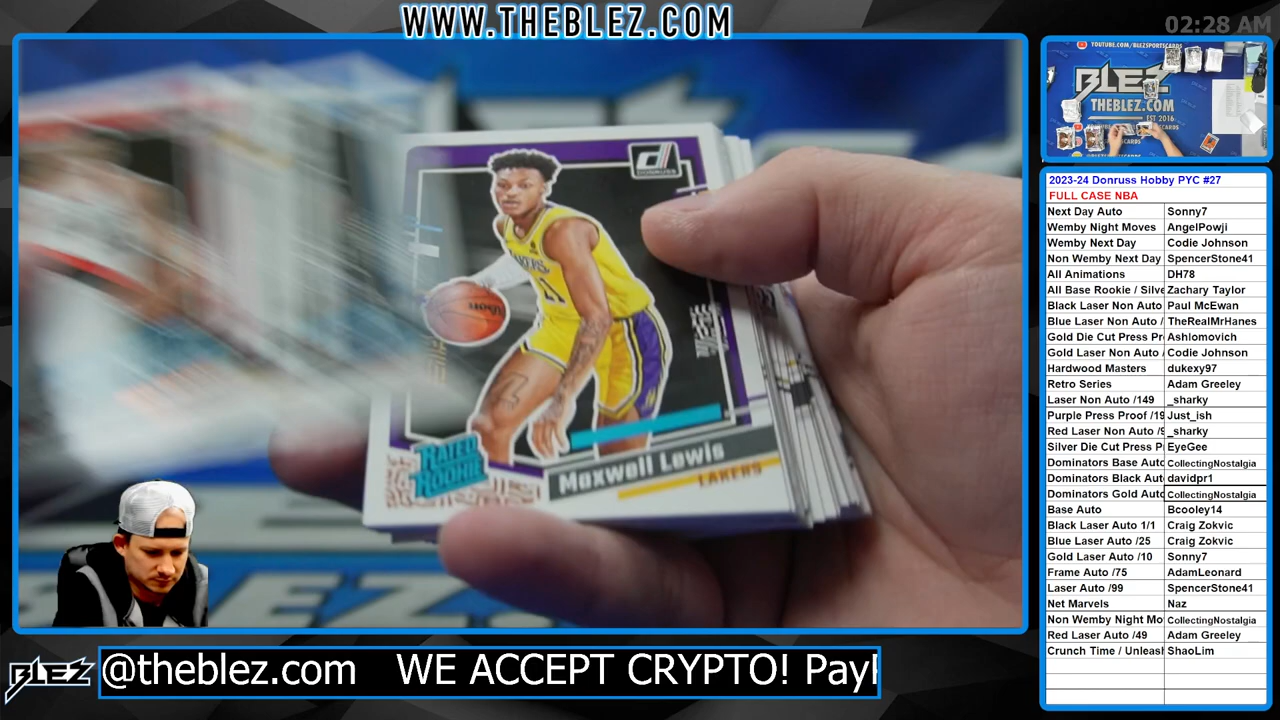 WWW.THEBLEZ.COM
02:28 AM
YOUTUBE.COM/BLEZSPORTSCARDS
BLEZ
THEBLEZ.COM
EST 2016
DONRUSS
RATED
ROOKIE
Maxwell Lewis
LAKERS
2023-24 Donruss Hobby PYC #27
FULL CASE NBA
Next Day Auto Sonny7
Wemby Night Moves AngelPowji
Wemby Next Day Codie Johnson
Non Wemby Next Day SpencerStone41
All Animations DH78
All Base Rookie / Silve Zachary Taylor
Black Laser Non Auto Paul McEwan
Blue Laser Non Auto / TheRealMrHanes
Gold Die Cut Press Pr Ashlomovich
Gold Laser Non Auto Codie Johnson
Hardwood Masters dukexy97
Retro Series Adam Greeley
Laser Non Auto /149 _sharky
Purple Press Proof /19 Just_ish
Red Laser Non Auto /9 _sharky
Silver Die Cut Press P EyeGee
Dominators Base Auto CollectingNostalgia
Dominators Black Aut davidpr1
Dominators Gold Auto CollectingNostalgia
Base Auto Bcooley14
Black Laser Auto 1/1 Craig Zokvic
Blue Laser Auto /25 Craig Zokvic
Gold Laser Auto /10 Sonny7
Frame Auto /75 AdamLeonard
Laser Auto /99 SpencerStone41
Net Marvels Naz
Non Wemby Night Mo CollectingNostalgia
Red Laser Auto /49 Adam Greeley
Crunch Time / Unleas ShaoLim
BLEZ
@theblez.com WE ACCEPT CRYPTO! Pay